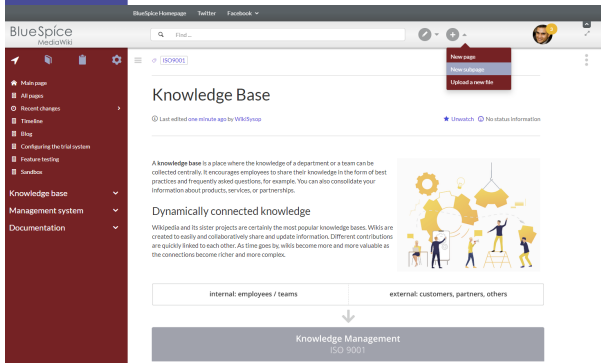 BlueSpice Homepage Twitter Facebook
BlueSpice
MediaWiki
Find...
New page
New subpage
Upload a new file
ISO9001
Main page
All pages
Recent changes
Timeline
Blog
Configuring the trial system
Feature testing
Sandbox
Knowledge base
Management system
Documentation
Knowledge Base
Last edited one minute ago by WikiSysop
Unwatch No status information
A knowledge base is a place where the knowledge of a department or a team can be
collected centrally. It encourages employees to share their knowledge in the form of best
practices and frequently asked questions, for example. You can also consolidate your
information about products, services, or partnerships.
Dynamically connected knowledge
Wikipedia and its sister projects are certainly the most popular knowledge bases. Wikis are
created to easily and collaboratively share and update information. Different contributions
are quickly linked to each other. As time goes by, wikis become more and more valuable as
the connections become richer and more complex.
internal: employees / teams
external: customers, partners, others
Knowledge Management
ISO 9001